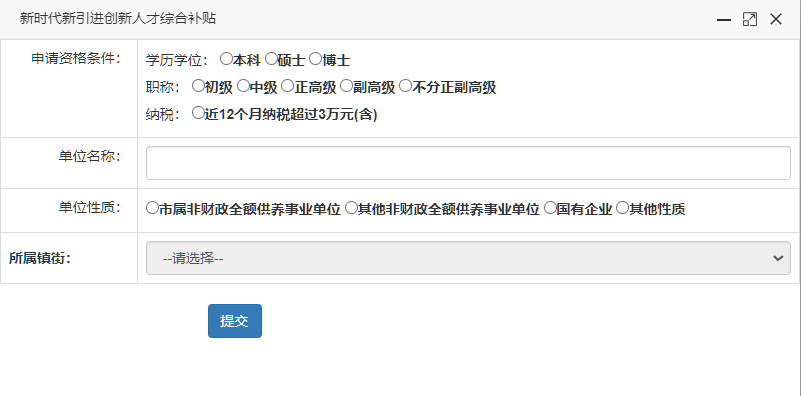 新时代新引进创新人才综合补贴
申请资格条件： 学历学位： 本科 硕士 博士
职称： 初级 中级 正高级 副高级 不分正副高级
纳税： 近12个月纳税超过3万元(含)
单位名称：
单位性质： 市属非财政全额供养事业单位 其他非财政全额供养事业单位 国有企业 其他性质
所属镇街： --请选择--
提交